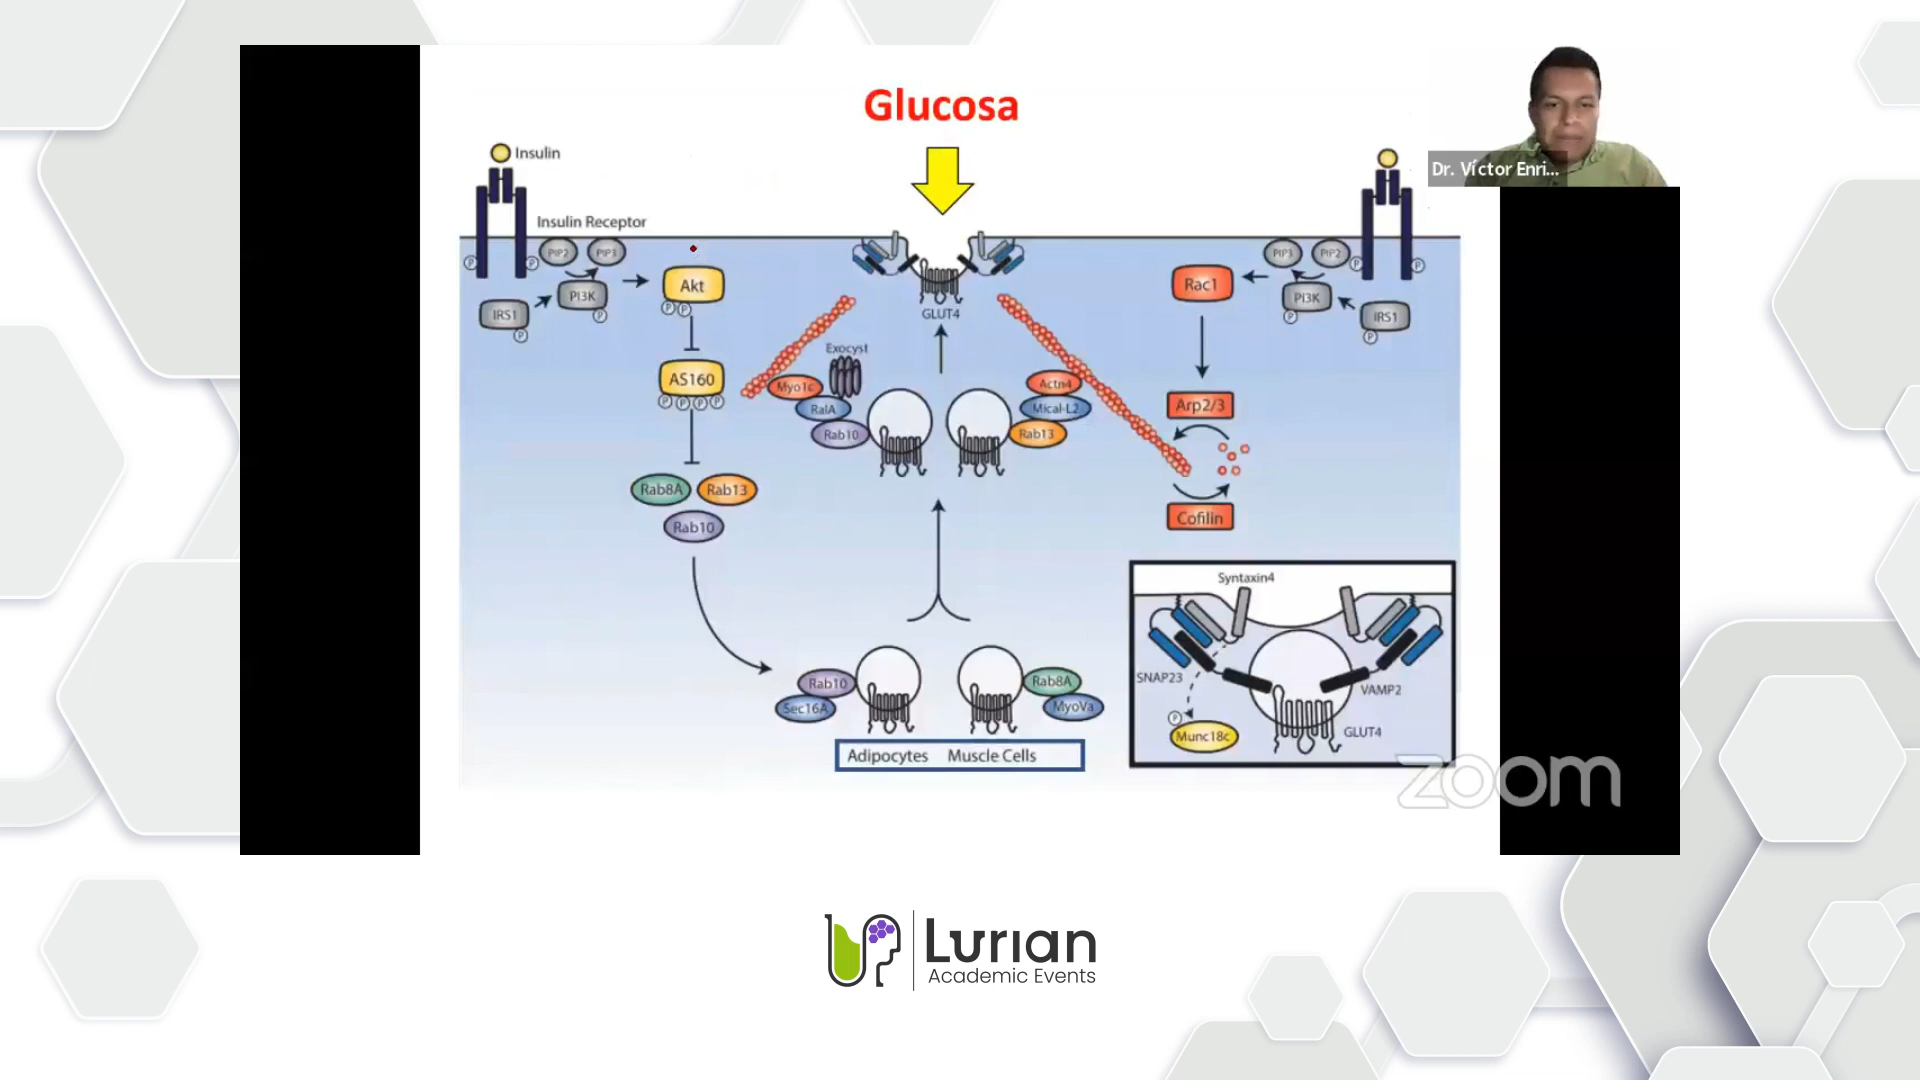 Glucosa
Insulin
Dr. Víctor Enri...
Insulin Receptor
PIP2
PIP3
PIP3
PIP2
P
P
P
P
Akt
Rac1
PI3K
PI3K
IRS1
IRS1
P
P
P
P
P
P
GLUT4
Exocyst
AS160
P
P
P
P
Myo1c
RalA
Rab10
Actn4
Mical-L2
Rab13
Arp2/3
Rab8A
Rab13
Rab10
Cofilin
Syntaxin4
SNAP23
VAMP2
P
Munc18c
GLUT4
Rab10
Sec16A
Rab8A
MyoVa
Adipocytes Muscle Cells
zoom
Lurian
Academic Events